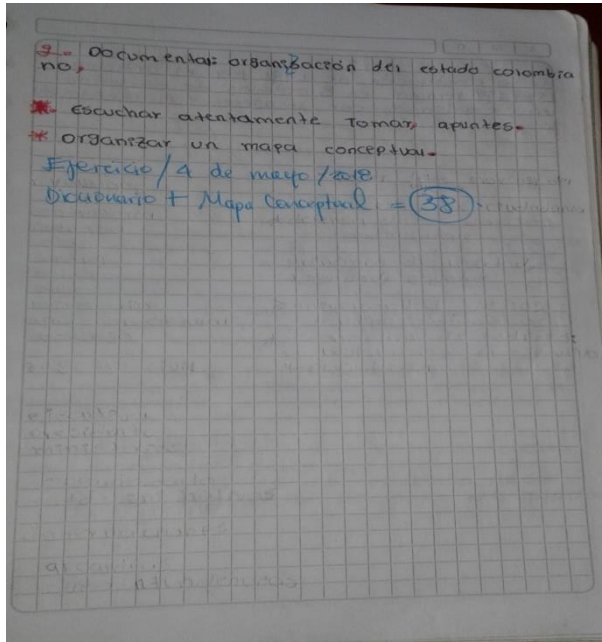 9. Documental: organización del estado colombia
no,
* Escuchar atentamente Tomar apuntes.
* organizar un mapa conceptual.
Ejercicio / 4 de mayo / 2018
Diccionario + Mapa Conceptual = 38